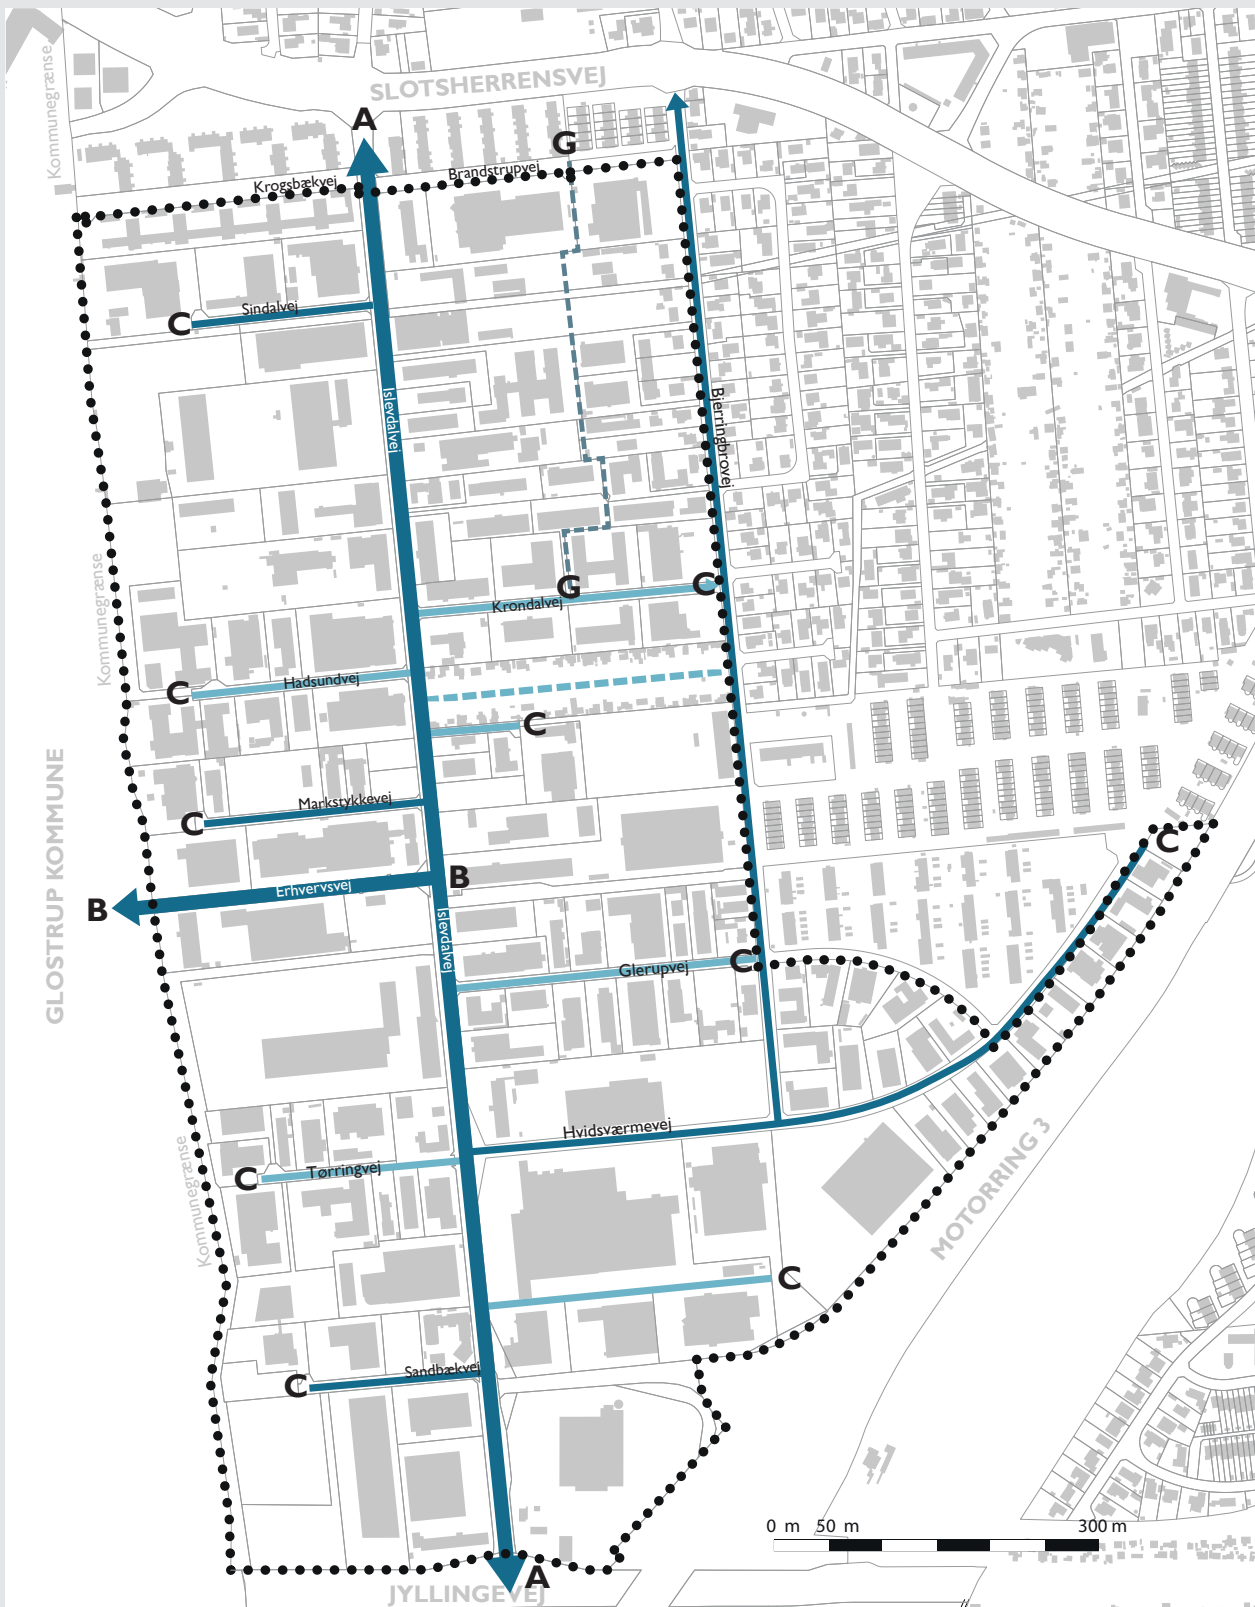 Kommunegrænse
SLOTSHERRENSVEJ
A
G
Brandstrupvej
Krogsbækvej
Sindalvej
C
Islevdalvej
Bjerringbrovej
Kommunegrænse
G
C
Krondalvej
C
Hadsundvej
C
Markstykkevej
C
GLOSTRUP KOMMUNE
C
B
B
Erhvervsvej
Islevdalvej
Glerupvej
C
Hvidsværmevej
Kommunegrænse
C
Tørringvej
MOTORRING 3
C
Sandbækvej
C
0 m 50 m 300 m
A
JYLLINGEVEJ